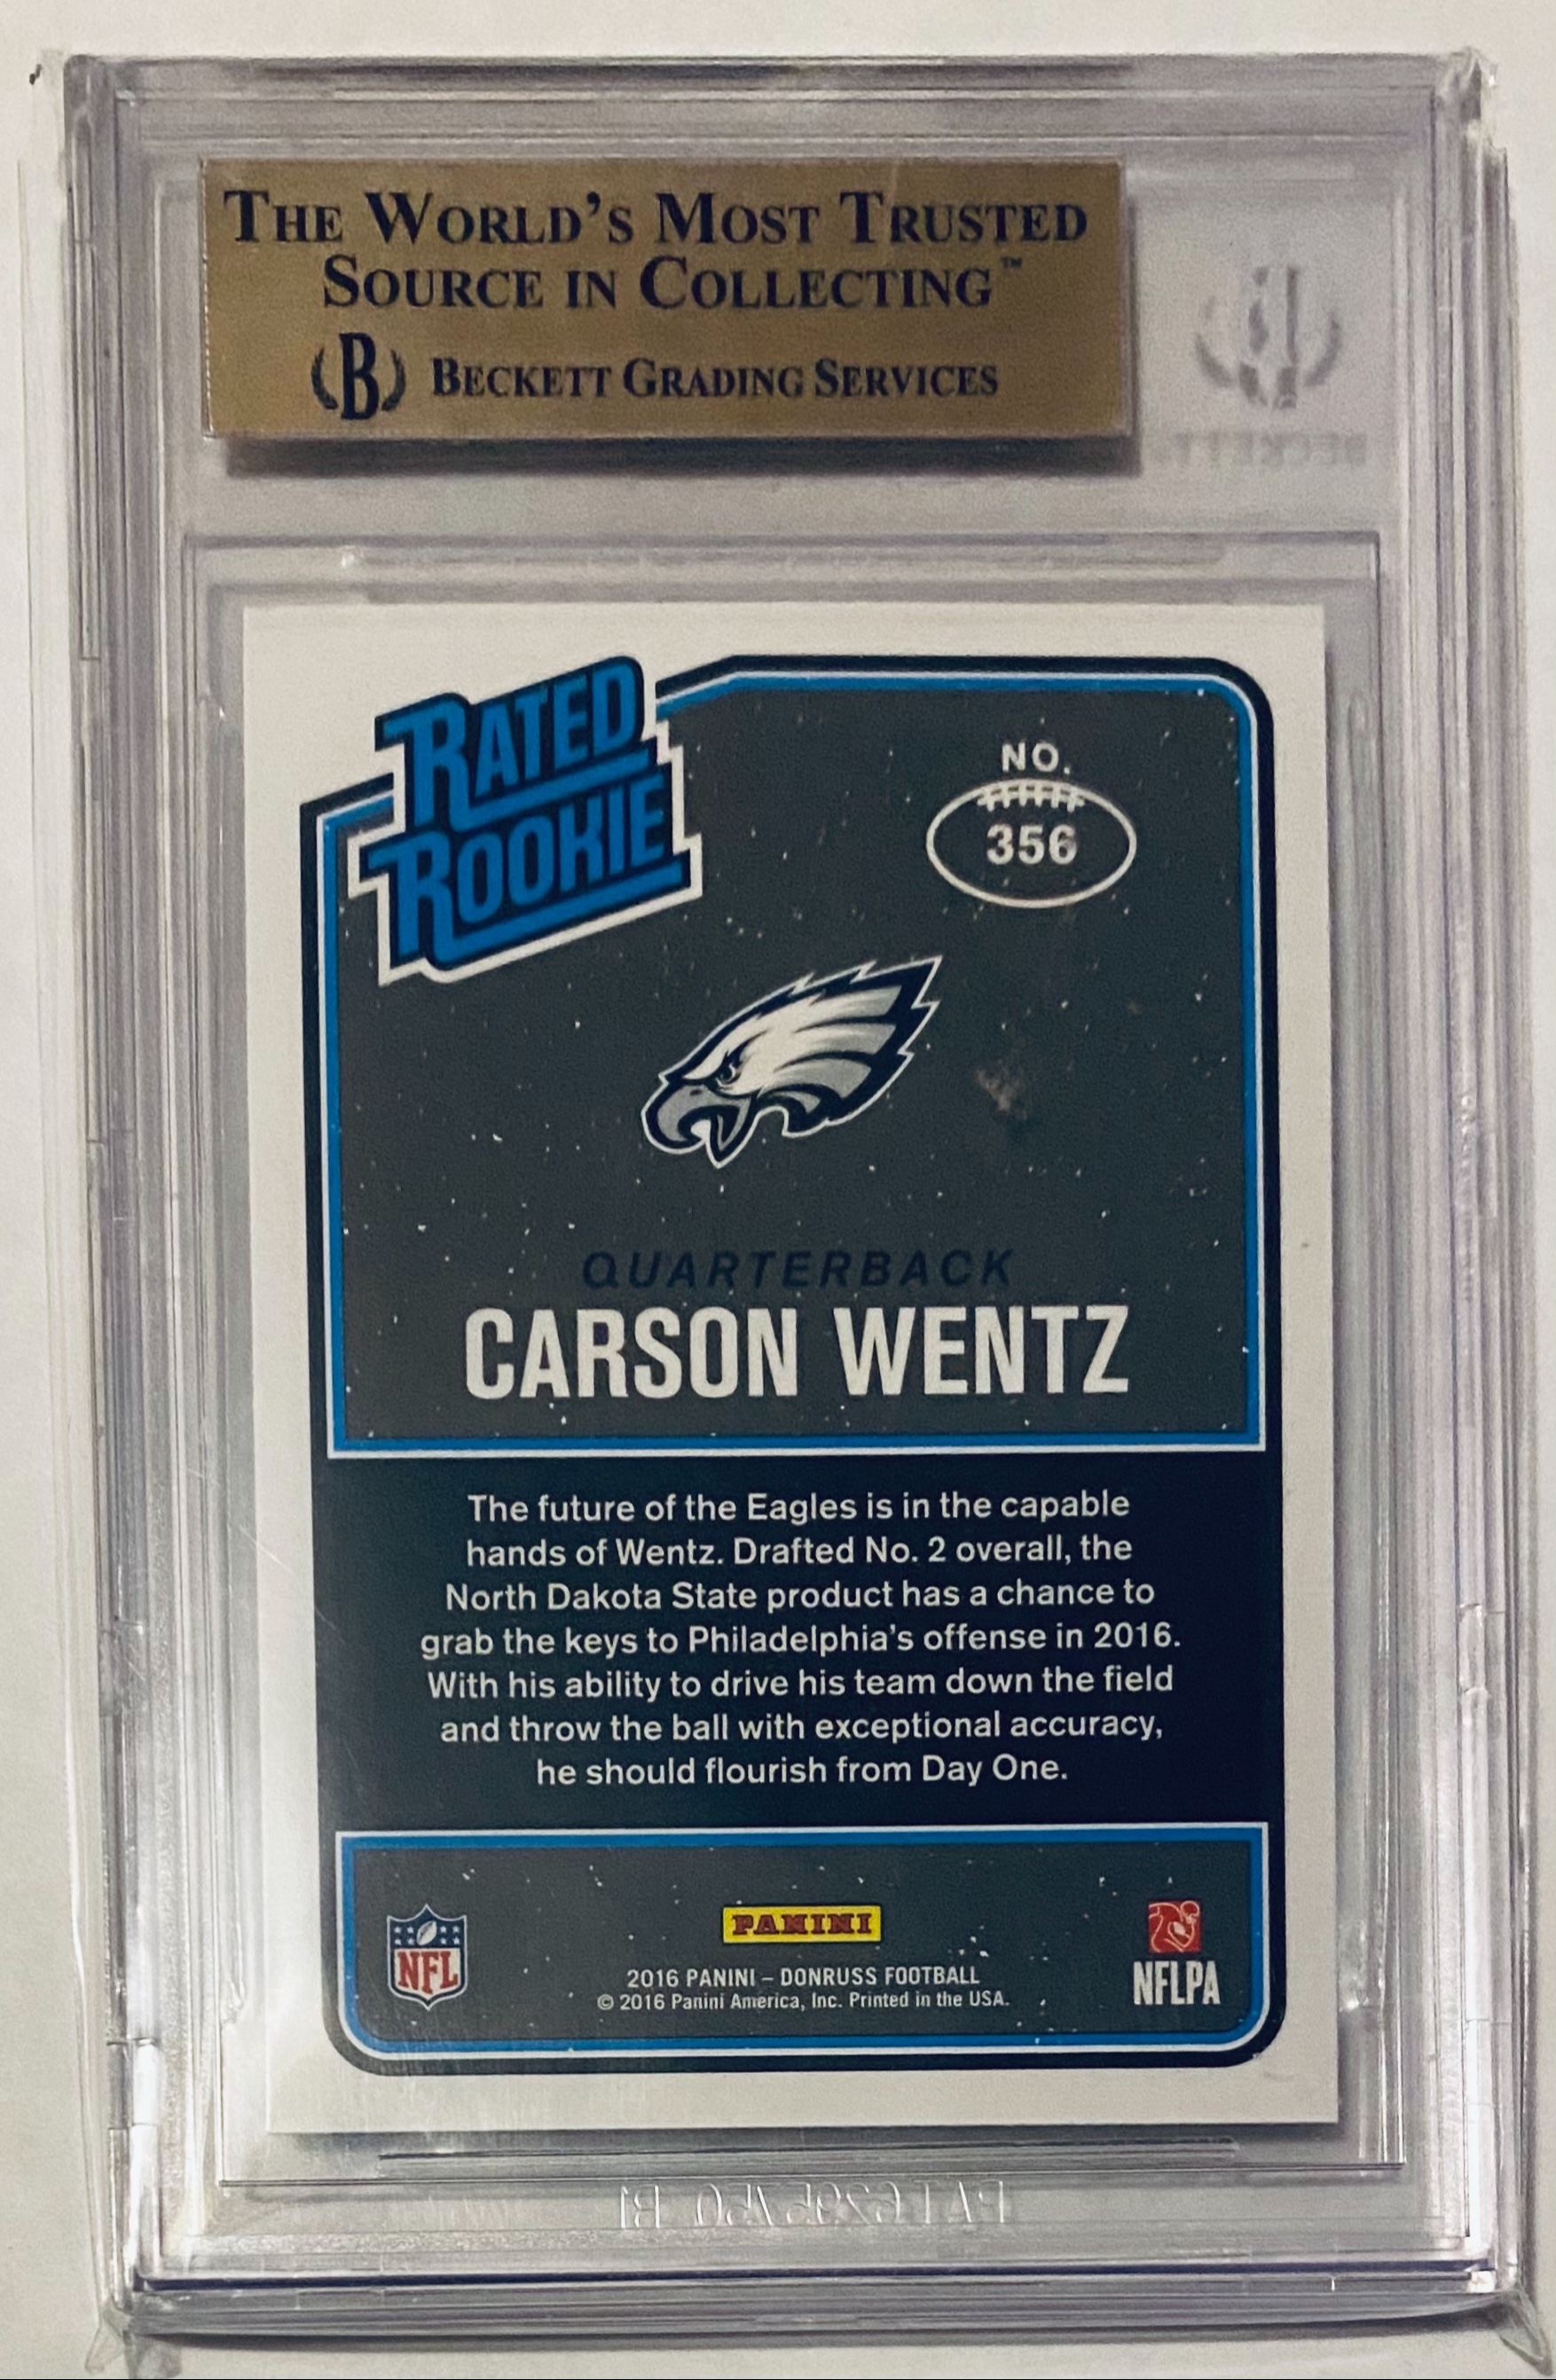 THE WORLD'S MOST TRUSTED
SOURCE IN COLLECTING™
B BECKETT GRADING SERVICES
BECKETT
RATED
ROOKIE
NO.
356
QUARTERBACK
CARSON WENTZ
The future of the Eagles is in the capable
hands of Wentz. Drafted No. 2 overall, the
North Dakota State product has a chance to
grab the keys to Philadelphia's offense in 2016.
With his ability to drive his team down the field
and throw the ball with exceptional accuracy,
he should flourish from Day One.
NFL
PANINI
2016 PANINI – DONRUSS FOOTBALL
© 2016 Panini America, Inc. Printed in the USA.
NFLPA